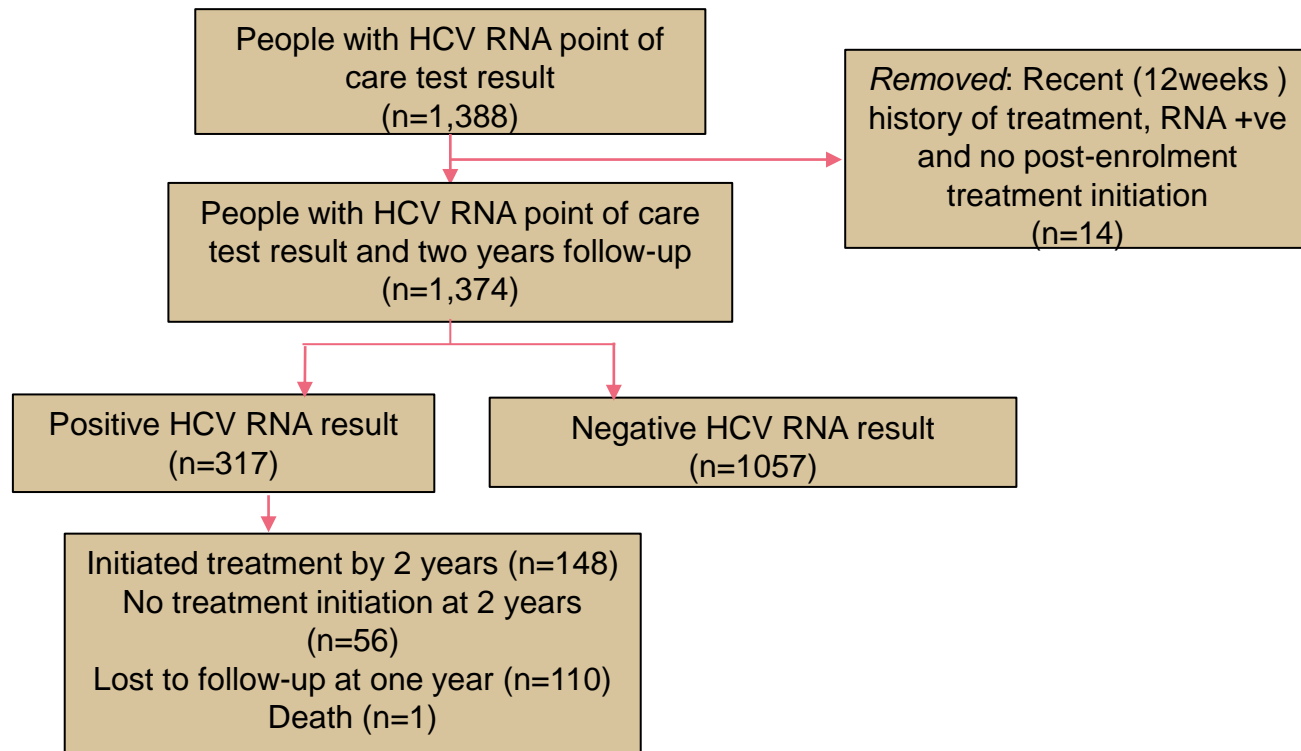 People with HCV RNA point of
care test result
(n=1,388)
Removed: Recent (12weeks )
history of treatment, RNA +ve
and no post-enrolment
treatment initiation
(n=14)
People with HCV RNA point of care
test result and two years follow-up
(n=1,374)
Positive HCV RNA result
(n=317)
Negative HCV RNA result
(n=1057)
Initiated treatment by 2 years (n=148)
No treatment initiation at 2 years
(n=56)
Lost to follow-up at one year (n=110)
Death (n=1)